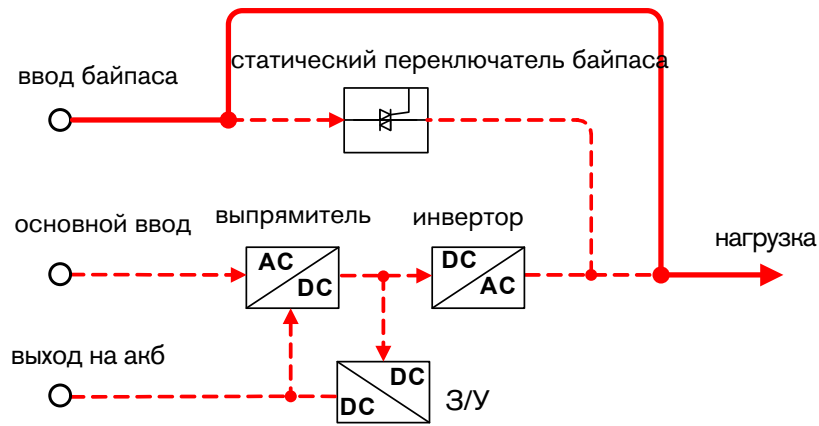 статический переключатель байпаса
ввод байпаса
основной ввод
выпрямитель
инвертор
нагрузка
AC
DC
DC
AC
выход на акб
DC
DC
З/У